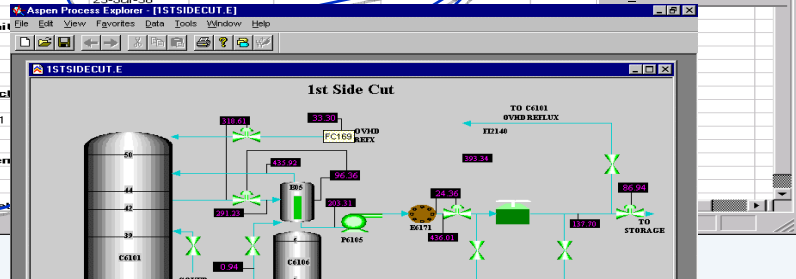 Aspen Process Explorer - [1STSIDECUT.E]
File Edit View Favorites Data Tools Window Help
1STSIDECUT.E
1st Side Cut
TO C6101
OVHD REFLUX
318.61
33.30
OVHD
REFX
FC169
FI2140
50
433.92
393.34
96.36
44
E05
24.36
86.94
42
291.23
203.31
E6171
137.70
TO
STORAGE
39
P6105
436.01
C6101
0.94
C6106